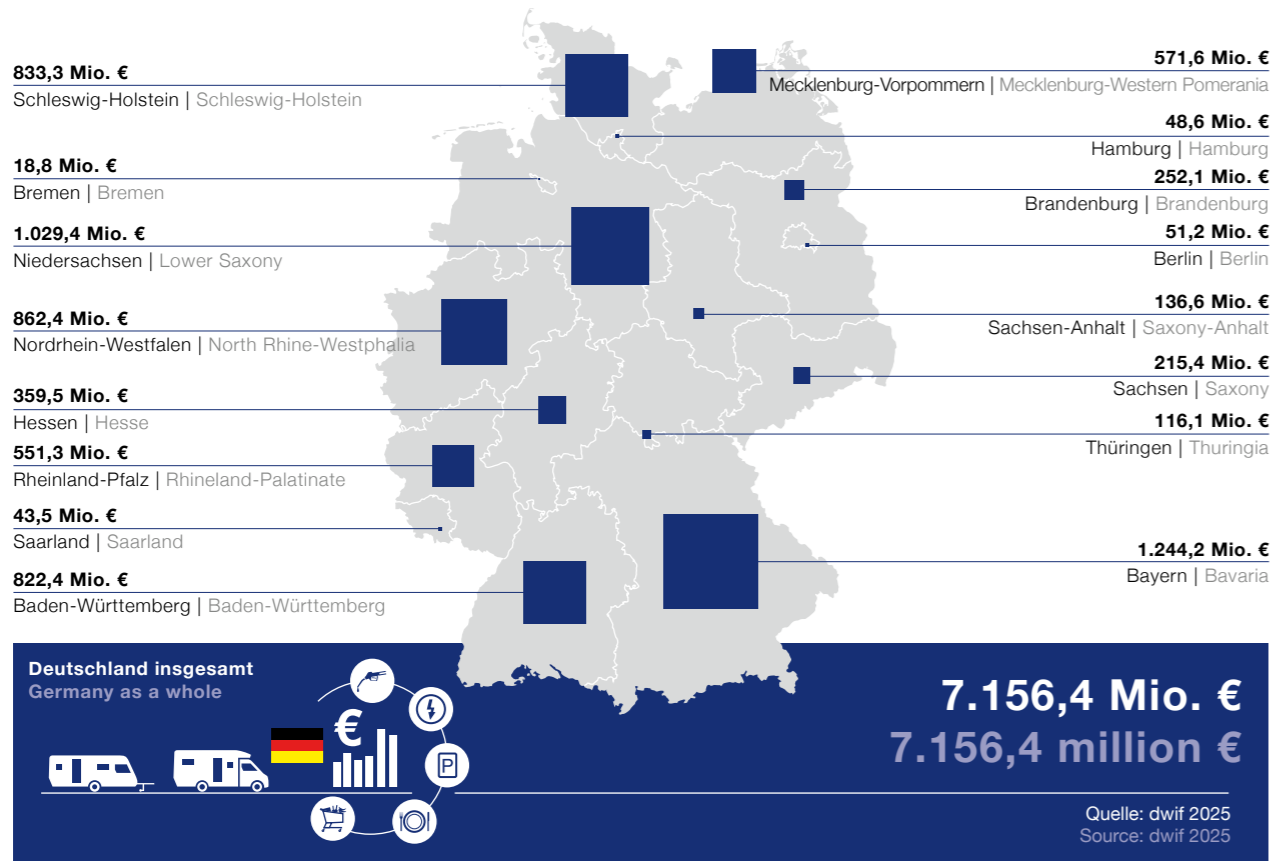 833,3 Mio. €
Schleswig-Holstein | Schleswig-Holstein
18,8 Mio. €
Bremen | Bremen
1.029,4 Mio. €
Niedersachsen | Lower Saxony
862,4 Mio. €
Nordrhein-Westfalen | North Rhine-Westphalia
359,5 Mio. €
Hessen | Hesse
551,3 Mio. €
Rheinland-Pfalz | Rhineland-Palatinate
43,5 Mio. €
Saarland | Saarland
822,4 Mio. €
Baden-Württemberg | Baden-Württemberg
571,6 Mio. €
Mecklenburg-Vorpommern | Mecklenburg-Western Pomerania
48,6 Mio. €
Hamburg | Hamburg
252,1 Mio. €
Brandenburg | Brandenburg
51,2 Mio. €
Berlin | Berlin
136,6 Mio. €
Sachsen-Anhalt | Saxony-Anhalt
215,4 Mio. €
Sachsen | Saxony
116,1 Mio. €
Thüringen | Thuringia
1.244,2 Mio. €
Bayern | Bavaria
Deutschland insgesamt
Germany as a whole
€
P
7.156,4 Mio. €
7.156,4 million €
Quelle: dwif 2025
Source: dwif 2025